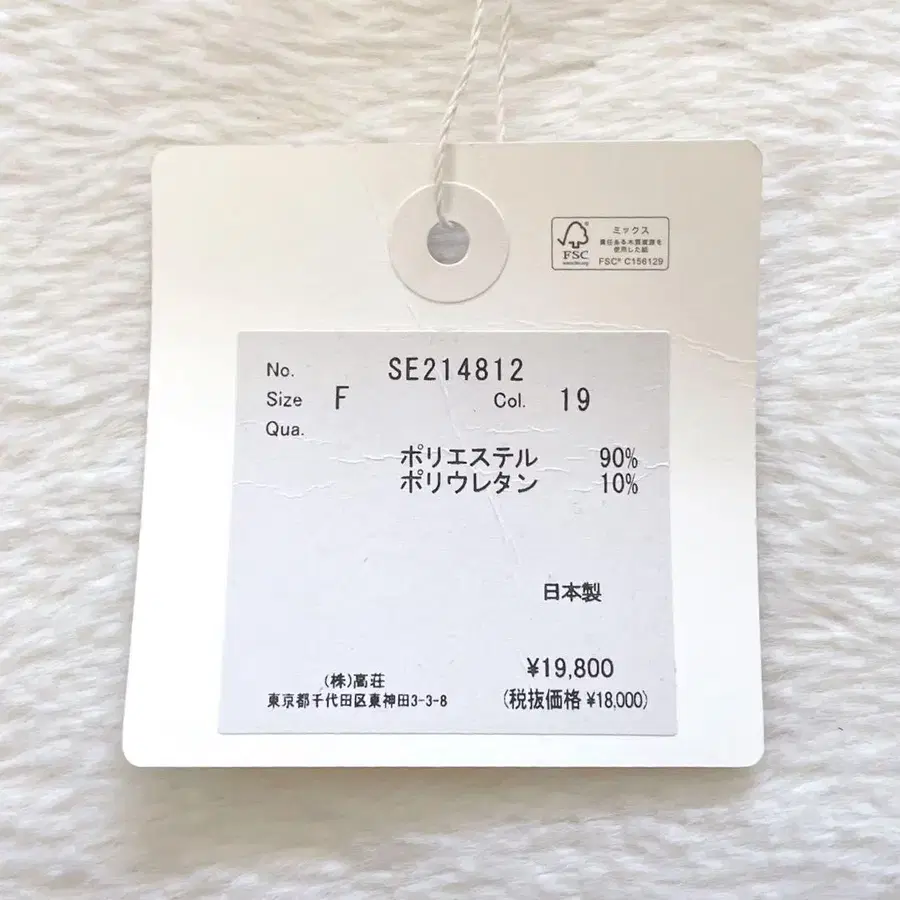 ミックス
責任ある木質資源を
使用した紙
FSC
www.fsc.org
FSC® C156129
No. SE214812
Size F Col. 19
Qua.
ポリエステル 90%
ポリウレタン 10%
日本製
¥19,800
(株)高荘
東京都千代田区東神田3-3-8
(税抜価格 ¥18,000)